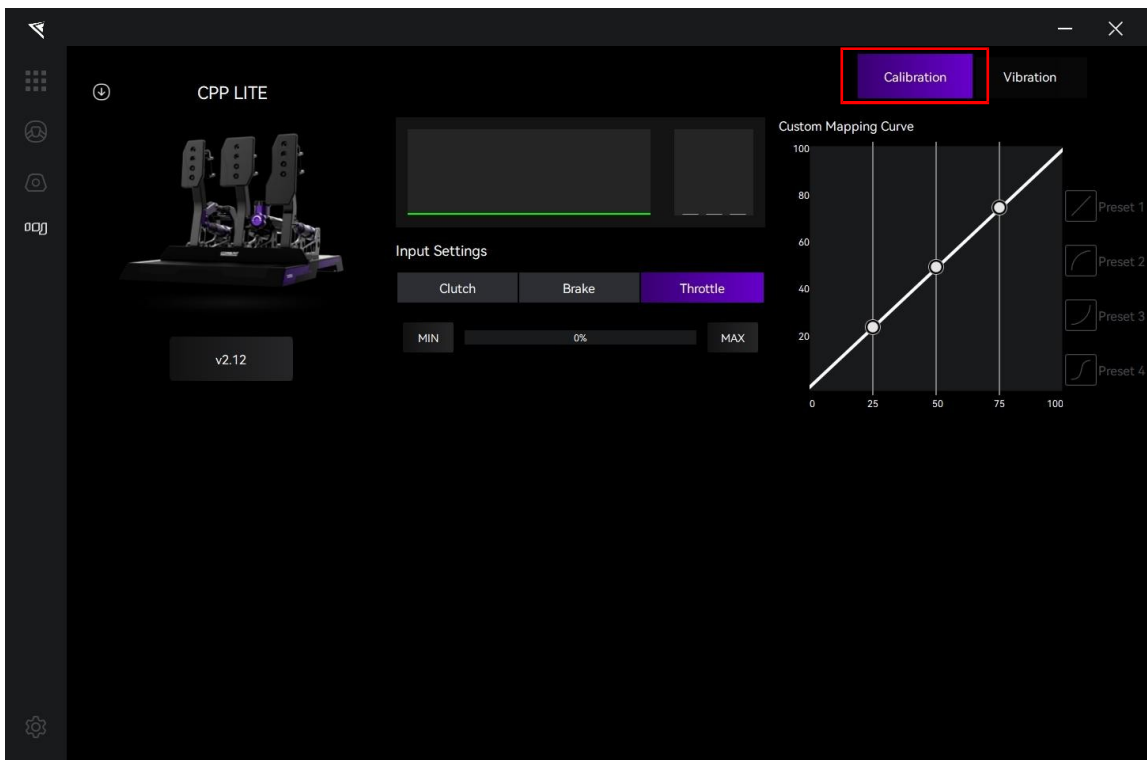 Calibration
Vibration
CPP LITE
v2.12
Input Settings
Clutch
Brake
Throttle
MIN
0%
MAX
Custom Mapping Curve
100
80
60
40
20
0
25
50
75
100
Preset 1
Preset 2
Preset 3
Preset 4